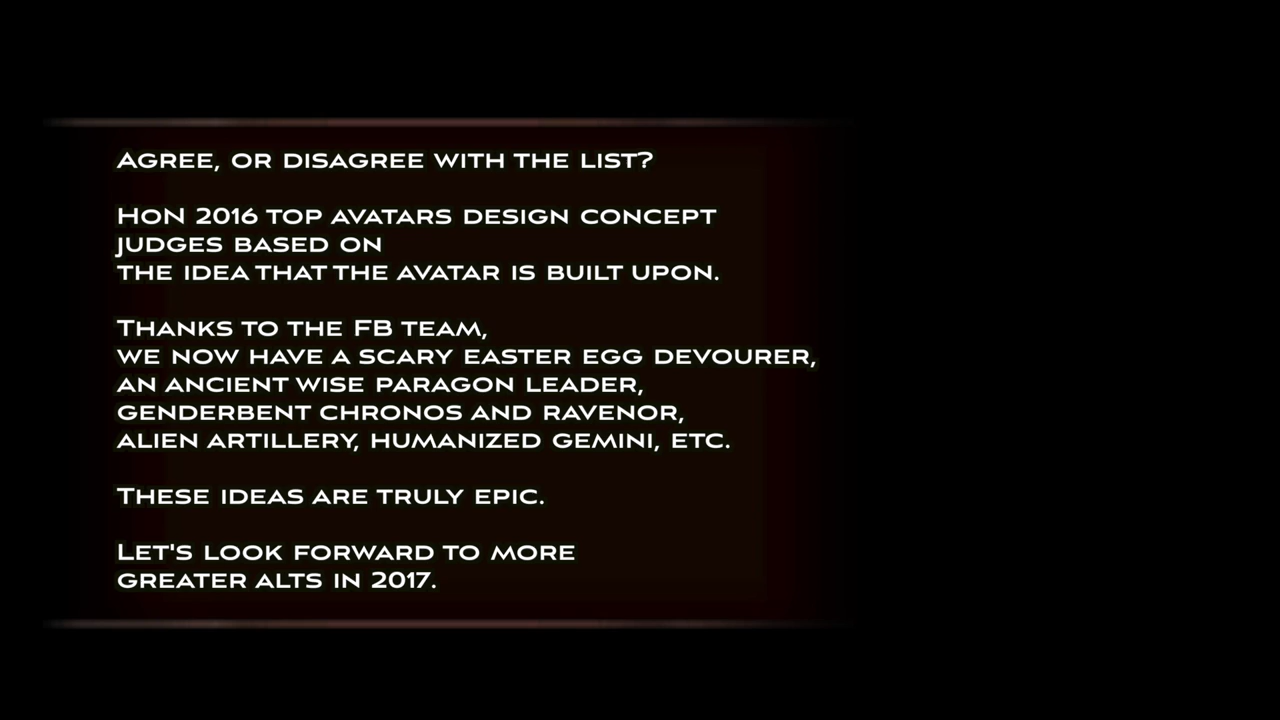 Agree, or disagree with the list?
HoN 2016 top avatars design concept
judges based on
the idea that the avatar is built upon.
Thanks to the FB team,
we now have a scary easter egg devourer,
an ancient wise paragon leader,
genderbent chronos and ravenor,
alien artillery, humanized gemini, etc.
These ideas are truly epic.
Let's look forward to more
greater alts in 2017.